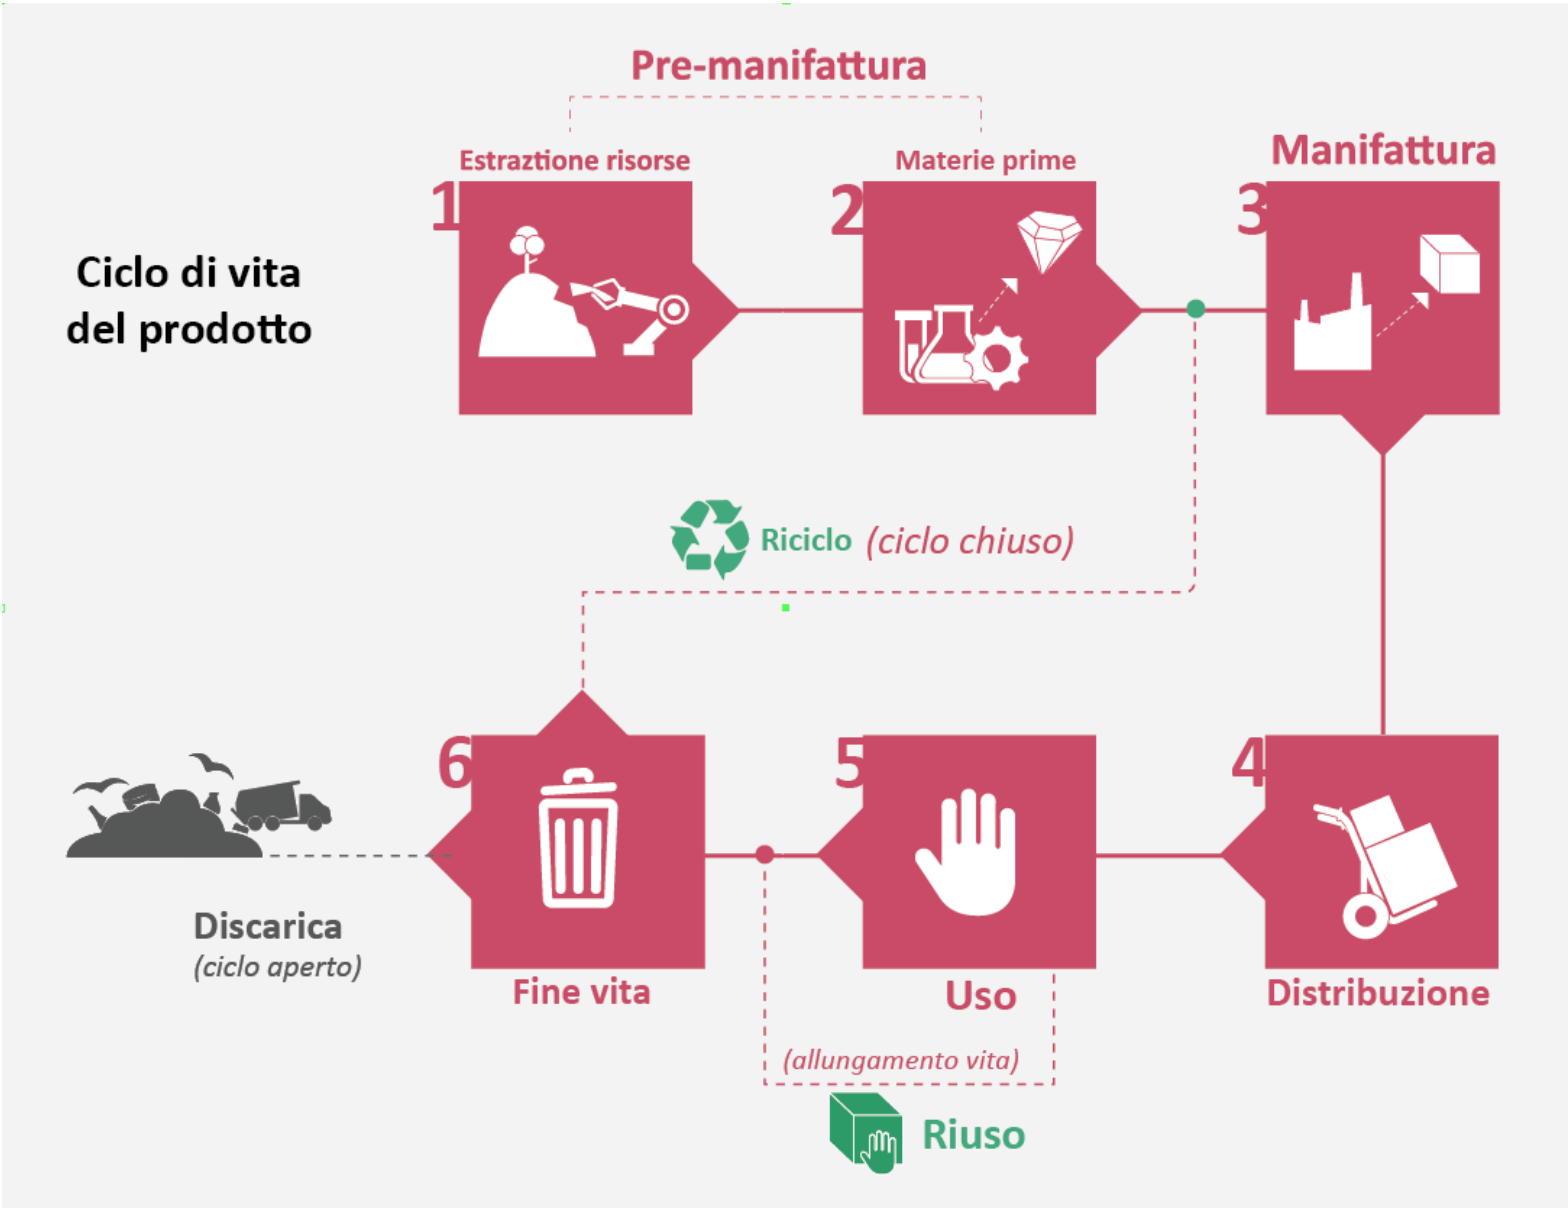 Pre-manifattura
Estraztione risorse
Materie prime
Manifattura
1
2
3
Ciclo di vita
del prodotto
Riciclo (ciclo chiuso)
6
5
4
Discarica
(ciclo aperto)
Fine vita
Uso
Distribuzione
(allungamento vita)
Riuso